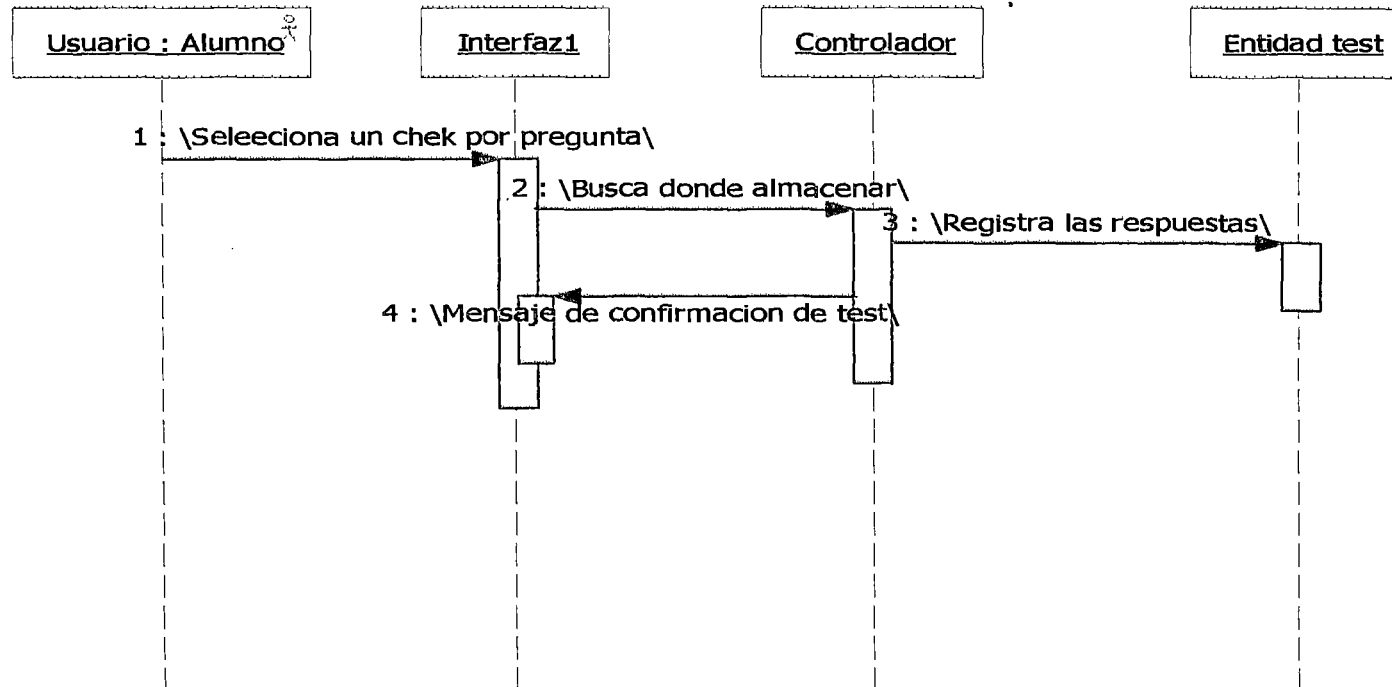 Usuario : Alumno
Interfaz1
Controlador
Entidad test
1 : \Seleeciona un chek por pregunta\
2 : \Busca donde almacenar\
3 : \Registra las respuestas\
4 : \Mensaje de confirmacion de test\